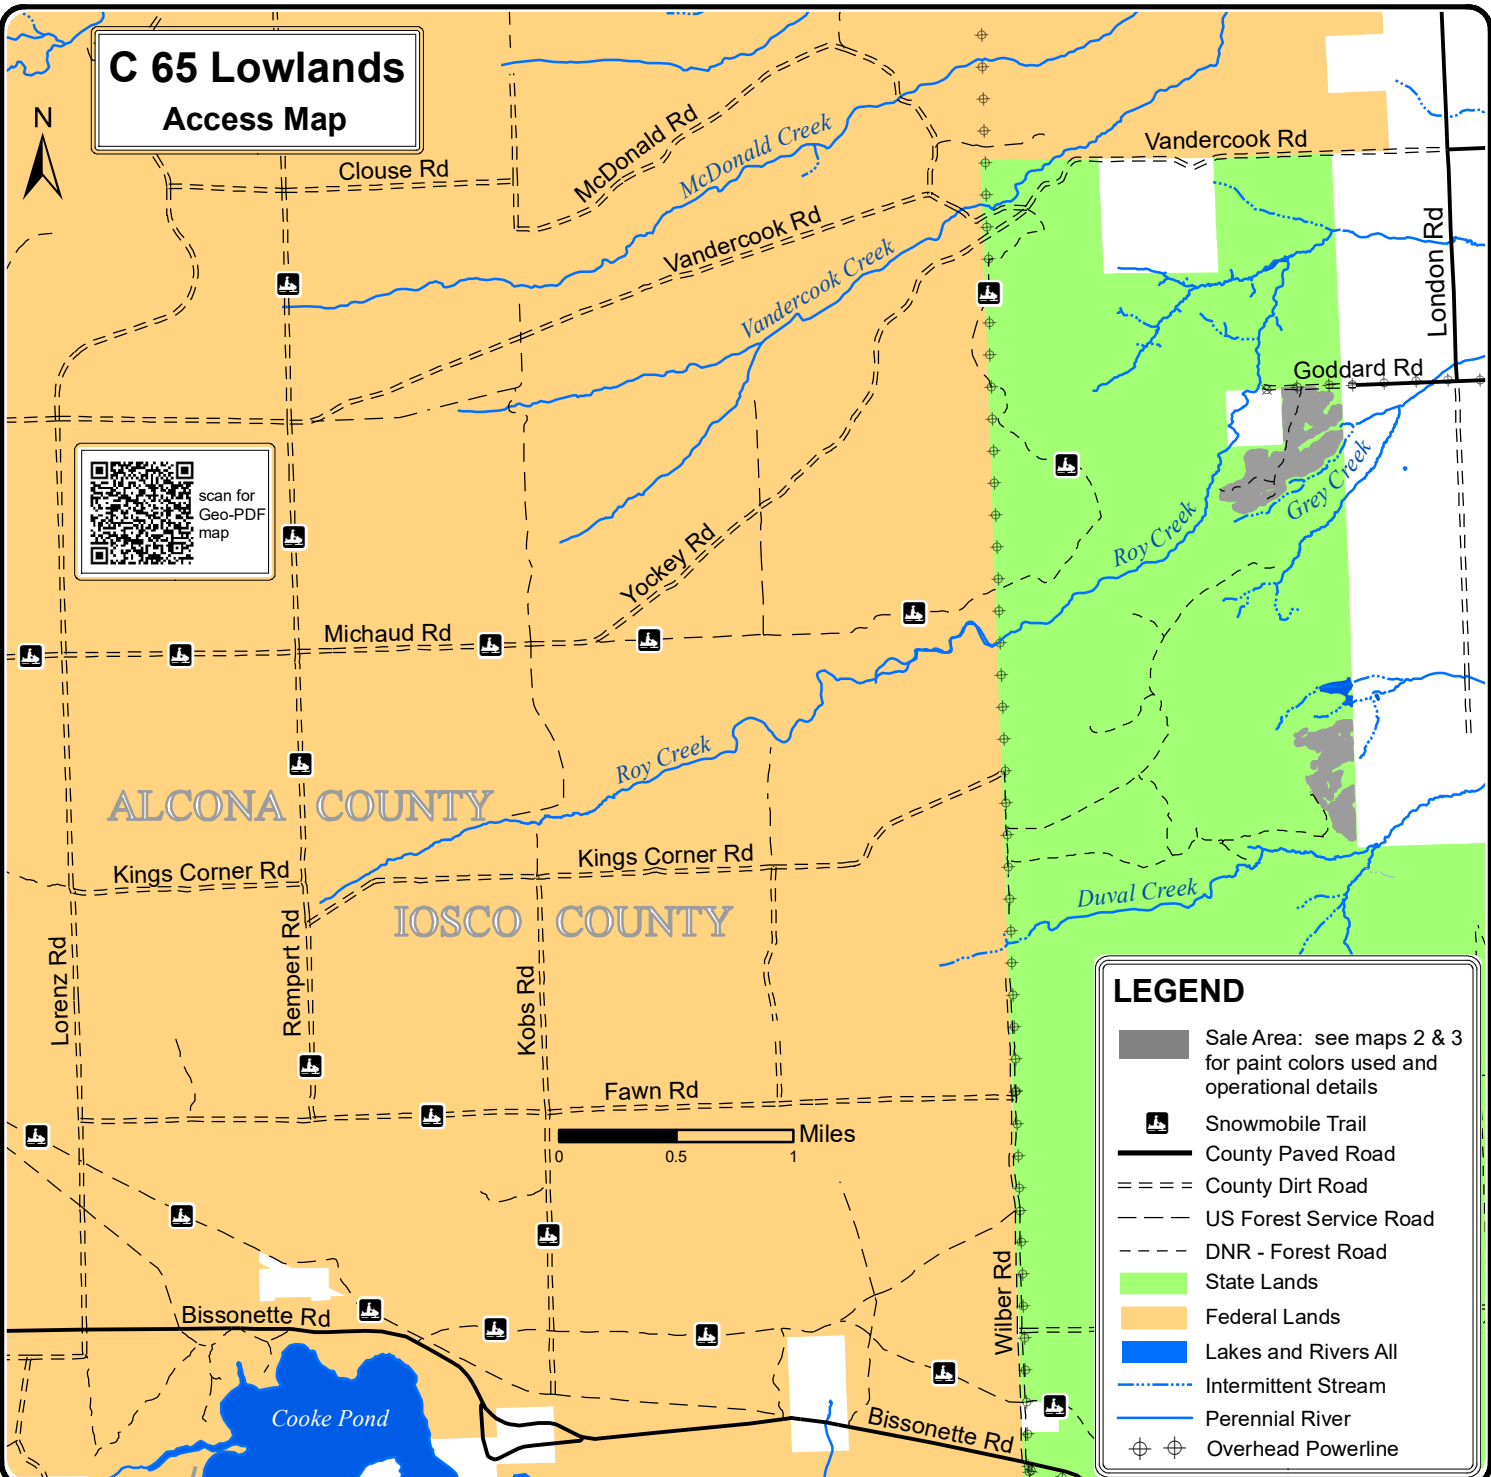 C 65 Lowlands
Access Map
N
Clouse Rd
McDonald Rd
McDonald Creek
Vandercook Rd
Vandercook Rd
Vandercook Creek
London Rd
Goddard Rd
scan for
Geo-PDF
map
Grey Creek
Roy Creek
Yockey Rd
Michaud Rd
Roy Creek
ALCONA COUNTY
Kings Corner Rd
Kings Corner Rd
IOSCO COUNTY
Duval Creek
Lorenz Rd
Rempert Rd
Kobs Rd
Fawn Rd
Miles
0 0.5 1
Wilber Rd
Bissonette Rd
Cooke Pond
Bissonette Rd
LEGEND
Sale Area: see maps 2 & 3
for paint colors used and
operational details
Snowmobile Trail
County Paved Road
County Dirt Road
US Forest Service Road
DNR - Forest Road
State Lands
Federal Lands
Lakes and Rivers All
Intermittent Stream
Perennial River
Overhead Powerline